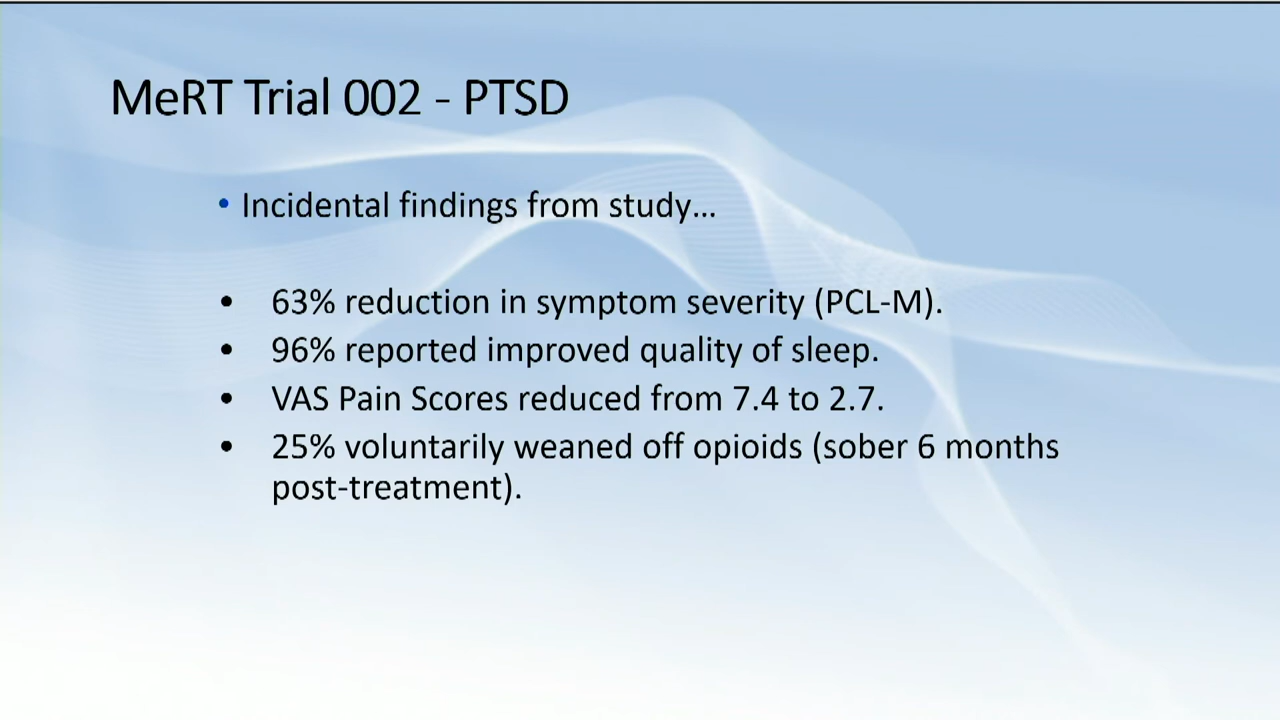 MeRT Trial 002 - PTSD
• Incidental findings from study...
• 63% reduction in symptom severity (PCL-M).
• 96% reported improved quality of sleep.
• VAS Pain Scores reduced from 7.4 to 2.7.
• 25% voluntarily weaned off opioids (sober 6 months
post-treatment).